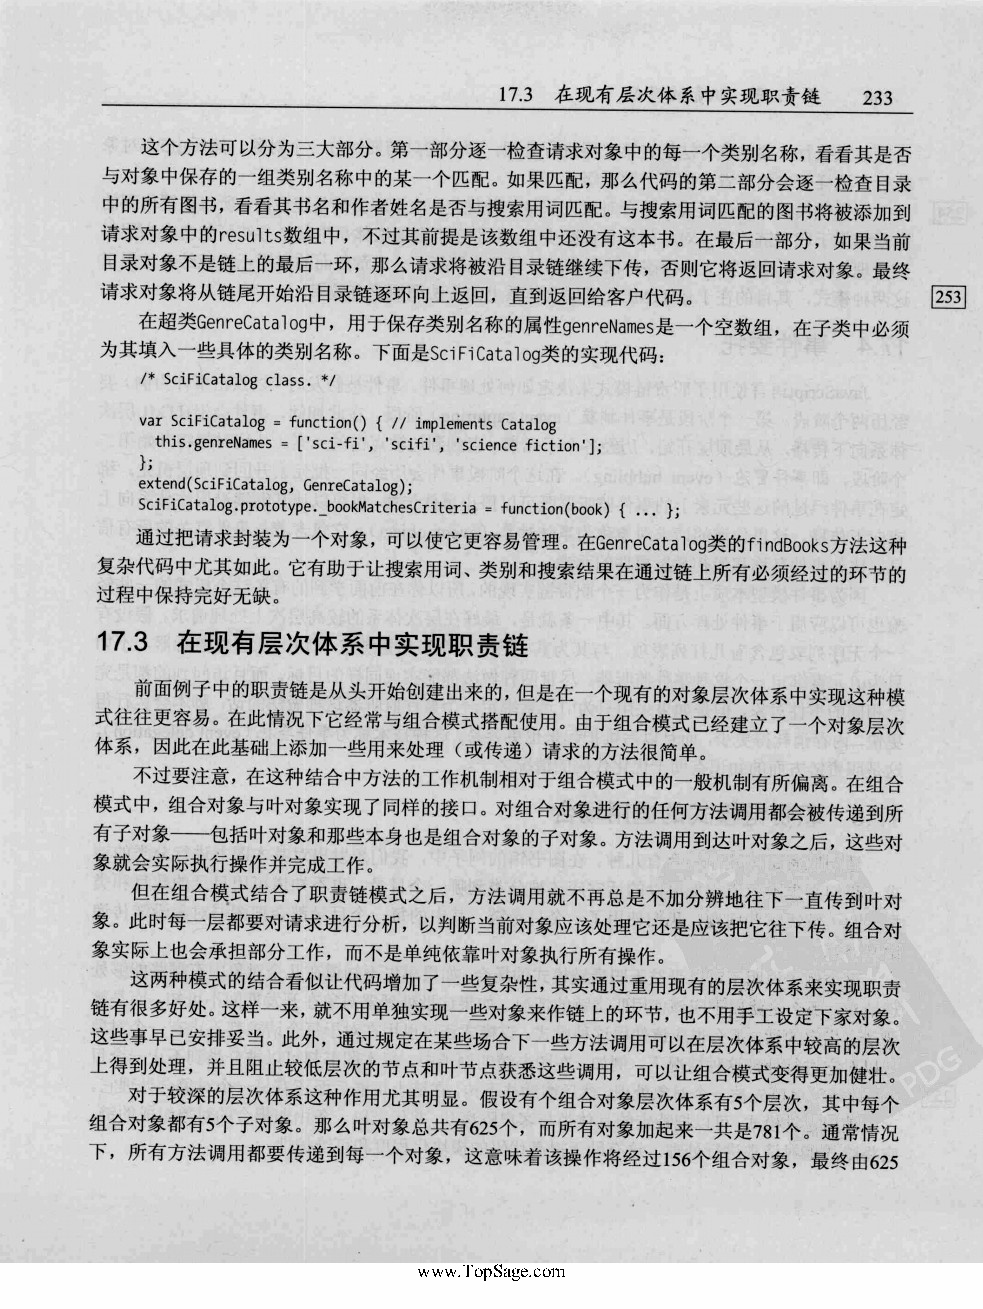 17.3 在现有层次体系中实现职责链 233
这个方法可以分为三大部分。第一部分逐一检查请求对象中的每一个类别名称，看看其是否
与对象中保存的一组类别名称中的某一个匹配。如果匹配，那么代码的第二部分会逐一检查目录
中的所有图书，看看其书名和作者姓名是否与搜索用词匹配。与搜索用词匹配的图书将被添加到
请求对象中的results数组中，不过其前提是该数组中还没有这本书。在最后一部分，如果当前
目录对象不是链上的最后一环，那么请求将被沿目录链继续下传，否则它将返回请求对象。最终
请求对象将从链尾开始沿目录链逐环向上返回，直到返回给客户代码。
253
在超类GenreCatalog中，用于保存类别名称的属性genreNames是一个空数组，在子类中必须
为其填入一些具体的类别名称。下面是SciFiCatalog类的实现代码：
/* SciFiCatalog class. */
var SciFiCatalog = function() { // implements Catalog
this.genreNames = ['sci-fi', 'scifi', 'science fiction'];
};
extend(SciFiCatalog, GenreCatalog);
SciFiCatalog.prototype._bookMatchesCriteria = function(book) { ... };
通过把请求封装为一个对象，可以使它更容易管理。在GenreCatalog类的findBooks方法这种
复杂代码中尤其如此。它有助于让搜索用词、类别和搜索结果在通过链上所有必须经过的环节的
过程中保持完好无缺。
17.3 在现有层次体系中实现职责链
前面例子中的职责链是从头开始创建出来的，但是在一个现有的对象层次体系中实现这种模
式往往更容易。在此情况下它经常与组合模式搭配使用。由于组合模式已经建立了一个对象层次
体系，因此在此基础上添加一些用来处理（或传递）请求的方法很简单。
不过要注意，在这种结合中方法的工作机制相对于组合模式中的一般机制有所偏离。在组合
模式中，组合对象与叶对象实现了同样的接口。对组合对象进行的任何方法调用都会被传递到所
有子对象——包括叶对象和那些本身也是组合对象的子对象。方法调用到达叶对象之后，这些对
象就会实际执行操作并完成工作。
但在组合模式结合了职责链模式之后，方法调用就不再总是不加分辨地往下一直传到叶对
象。此时每一层都要对请求进行分析，以判断当前对象应该处理它还是应该把它往下传。组合对
象实际上也会承担部分工作，而不是单纯依靠叶对象执行所有操作。
这两种模式的结合看似让代码增加了一些复杂性，其实通过重用现有的层次体系来实现职责
链有很多好处。这样一来，就不用单独实现一些对象来作链上的环节，也不用手工设定下家对象。
这些事早已安排妥当。此外，通过规定在某些场合下一些方法调用可以在层次体系中较高的层次
上得到处理，并且阻止较低层次的节点和叶节点获悉这些调用，可以让组合模式变得更加健壮。
对于较深的层次体系这种作用尤其明显。假设有个组合对象层次体系有5个层次，其中每个
组合对象都有5个子对象。那么叶对象总共有625个，而所有对象加起来一共是781个。通常情况
下，所有方法调用都要传递到每一个对象，这意味着该操作将经过156个组合对象，最终由625
PDG
www.TopSage.com